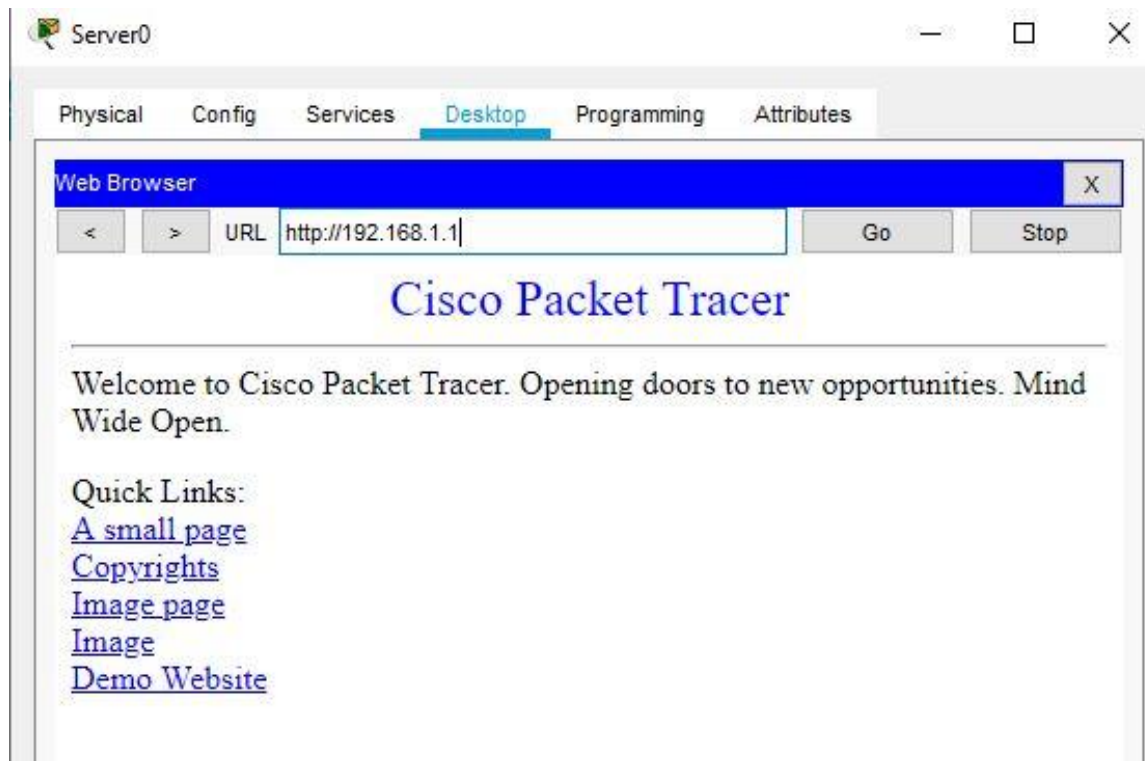 Server0
Physical Config Services Desktop Programming Attributes
Web Browser X
< > URL http://192.168.1.1 Go Stop
Cisco Packet Tracer
Welcome to Cisco Packet Tracer. Opening doors to new opportunities. Mind
Wide Open.
Quick Links:
A small page
Copyrights
Image page
Image
Demo Website